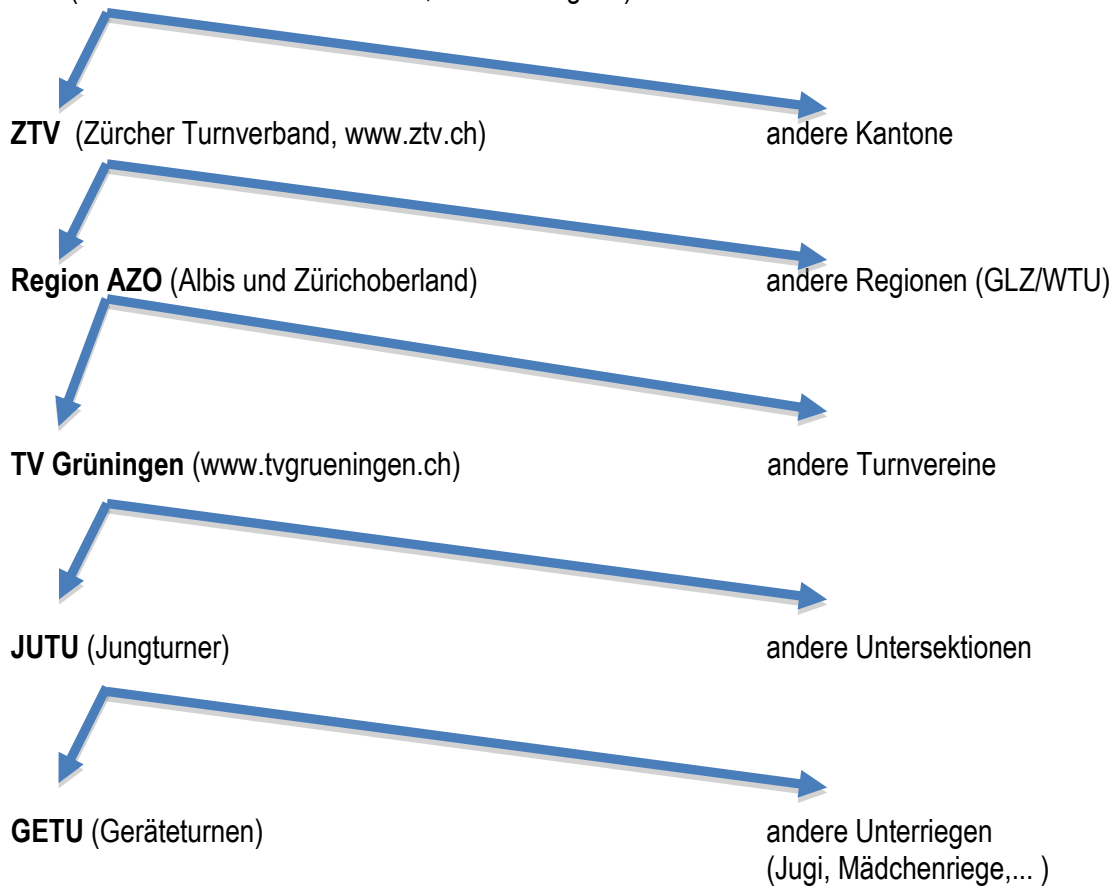 ZTV (Zürcher Turnverband, www.ztv.ch) andere Kantone
Region AZO (Albis und Zürichoberland) andere Regionen (GLZ/WTU)
TV Grüningen (www.tvgrueningen.ch) andere Turnvereine
JUTU (Jungturner) andere Untersektionen
GETU (Geräteturnen) andere Unterriegen
(Jugi, Mädchenriege,... )